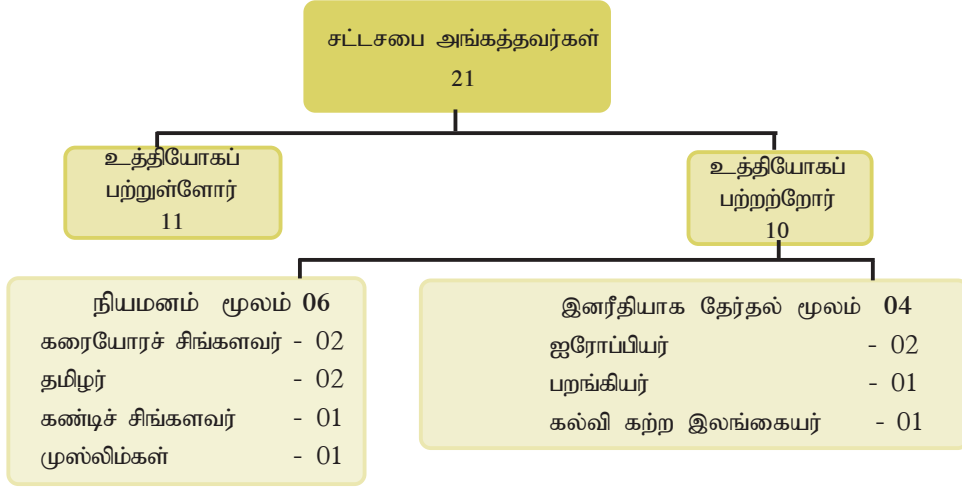 சட்டசபை அங்கத்தவர்கள்
21
உத்தியோகப்
பற்றுள்ளோர்
11
உத்தியோகப்
பற்றற்றோர்
10
நியமனம் மூலம் 06
கரையோரச் சிங்களவர் - 02
தமிழர் - 02
கண்டிச் சிங்களவர் - 01
முஸ்லிம்கள் - 01
இனரீதியாக தேர்தல் மூலம் 04
ஐரோப்பியர் - 02
பறங்கியர் - 01
கல்வி கற்ற இலங்கையர் - 01